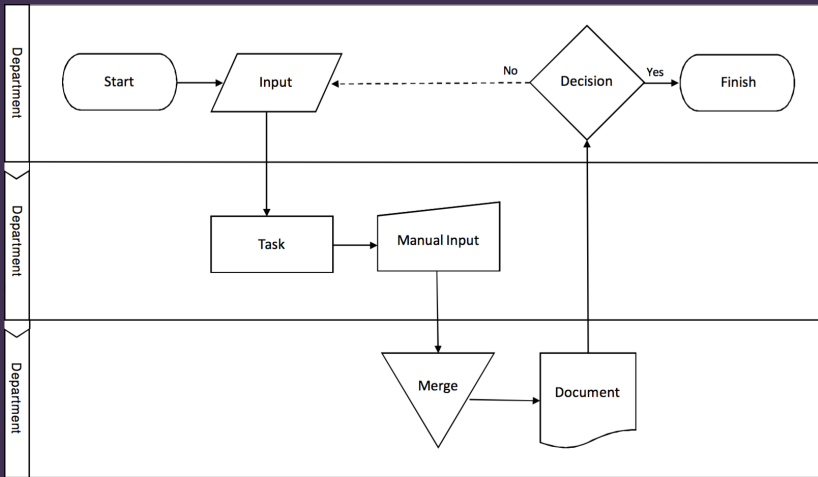 Department
Start
Input
No
Decision
Yes
Finish
Department
Task
Manual Input
Department
Merge
Document